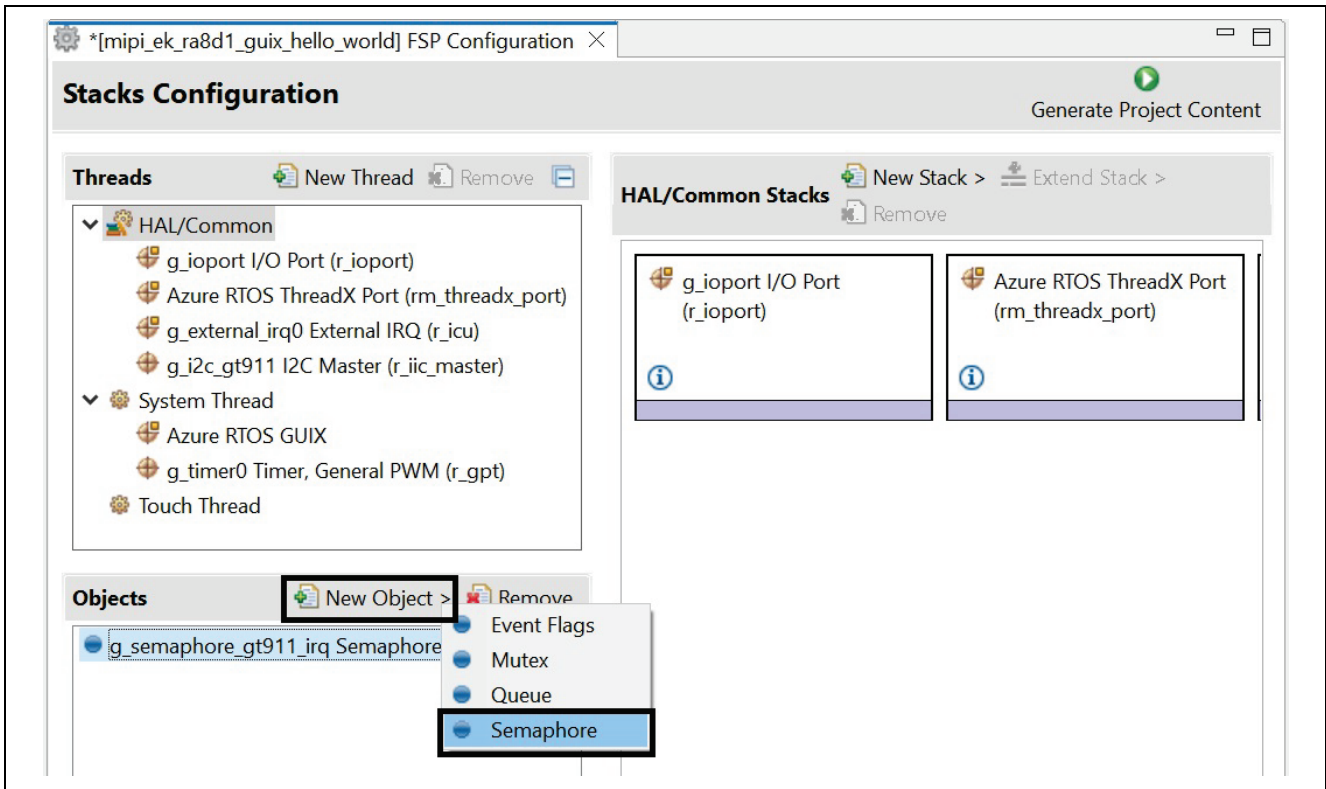 *[mipi_ek_ra8d1_guix_hello_world] FSP Configuration
Stacks Configuration
Generate Project Content
Threads
New Thread
Remove
HAL/Common
g_ioport I/O Port (r_ioport)
Azure RTOS ThreadX Port (rm_threadx_port)
g_external_irq0 External IRQ (r_icu)
g_i2c_gt911 I2C Master (r_iic_master)
System Thread
Azure RTOS GUIX
g_timer0 Timer, General PWM (r_gpt)
Touch Thread
Objects
New Object >
Remove
g_semaphore_gt911_irq Semaphore
Event Flags
Mutex
Queue
Semaphore
HAL/Common Stacks
New Stack >
Extend Stack >
Remove
g_ioport I/O Port
(r_ioport)
Azure RTOS ThreadX Port
(rm_threadx_port)